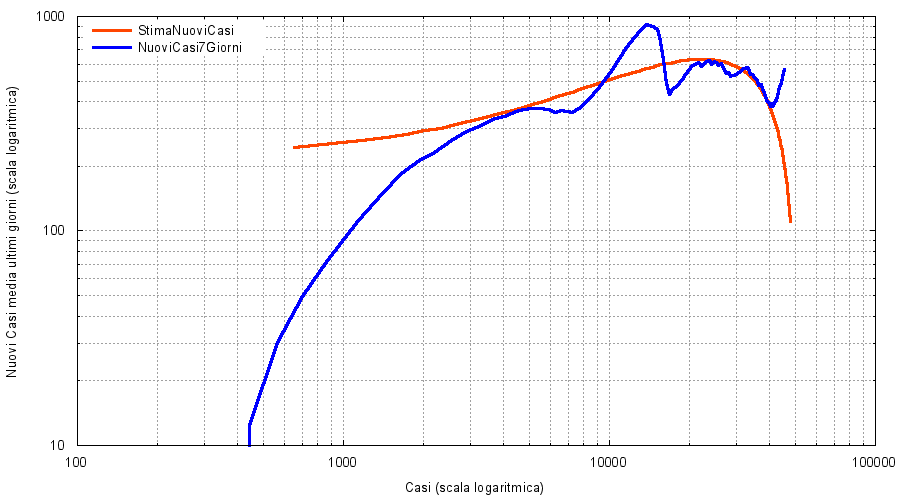 1000
StimaNuoviCasi
NuoviCasi7Giorni
Nuovi Casi media ultimi giorni (scala logaritmica)
100
10
100
1000
10000
100000
Casi (scala logaritmica)